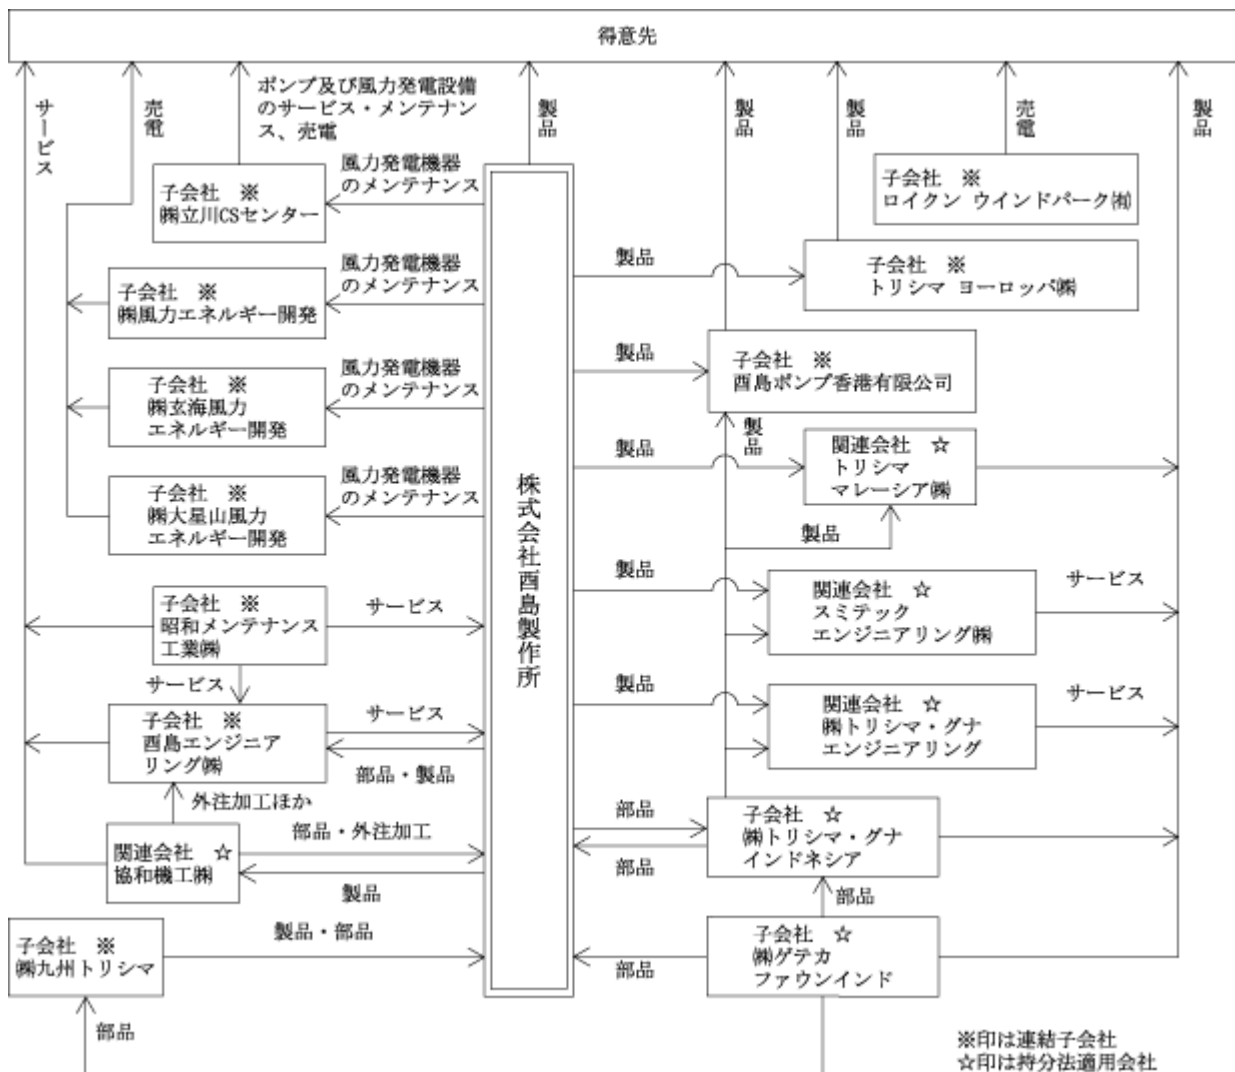 得意先
サービス
売電
ポンプ及び風力発電設備
のサービス・メンテナン
ス、売電
製品
製品
製品
売電
製品
子会社　※
㈱立川CSセンター
風力発電機器
のメンテナンス
子会社　※
ロイクン ウインドパーク㈲
子会社　※
㈱風力エネルギー開発
風力発電機器
のメンテナンス
製品
子会社　※
トリシマ ヨーロッパ㈱
子会社　※
㈱玄海風力
エネルギー開発
風力発電機器
のメンテナンス
製品
子会社　※
酉島ポンプ香港有限公司
子会社　※
㈱大星山風力
エネルギー開発
風力発電機器
のメンテナンス
株式会社酉島製作所
製品
製品
関連会社　☆
トリシマ
マレーシア㈱
製品
子会社　※
昭和メンテナンス
工業㈱
サービス
サービス
製品
関連会社　☆
スミテック
エンジニアリング㈱
サービス
子会社　※
酉島エンジニア
リング㈱
サービス
部品・製品
製品
関連会社　☆
㈱トリシマ・グナ
エンジニアリング
サービス
外注加工ほか
関連会社　☆
協和機工㈱
部品・外注加工
製品
部品
部品
子会社　☆
㈱トリシマ・グナ
インドネシア
部品
子会社　※
㈱九州トリシマ
製品・部品
部品
子会社　☆
㈱ゲテカ
ファウンインド
部品
※印は連結子会社
☆印は持分法適用会社